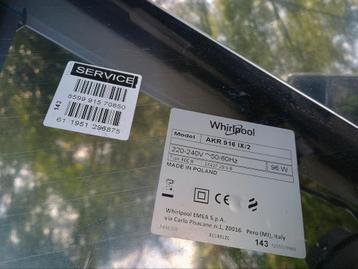 SERVICE
8599 915 70850
143
61 1951 296875
Whirlpool
Model AKR 916 IX/2
220-240V ~50/60Hz
96 W
Type
MADE IN POLAND
Whirlpool EMEA S.p.A.
via Carlo Pisacane n.1, 20016 Pero (MI), Italy
143